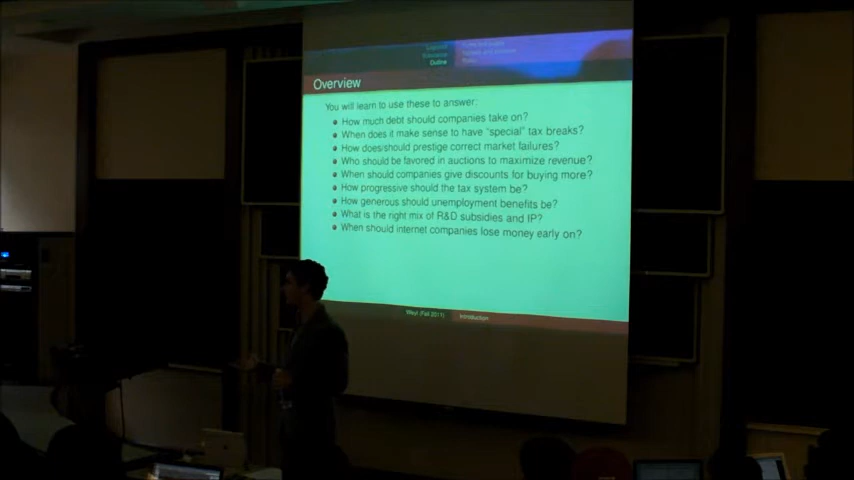 Outline
Overview
You will learn to use these to answer:
How much debt should companies take on?
When does it make sense to have "special" tax breaks?
How does/should prestige correct market failures?
Who should be favored in auctions to maximize revenue?
When should companies give discounts for buying more?
How progressive should the tax system be?
How generous should unemployment benefits be?
What is the right mix of R&D subsidies and IP?
When should internet companies lose money early on?
Weyl (Fall 2011) Introduction